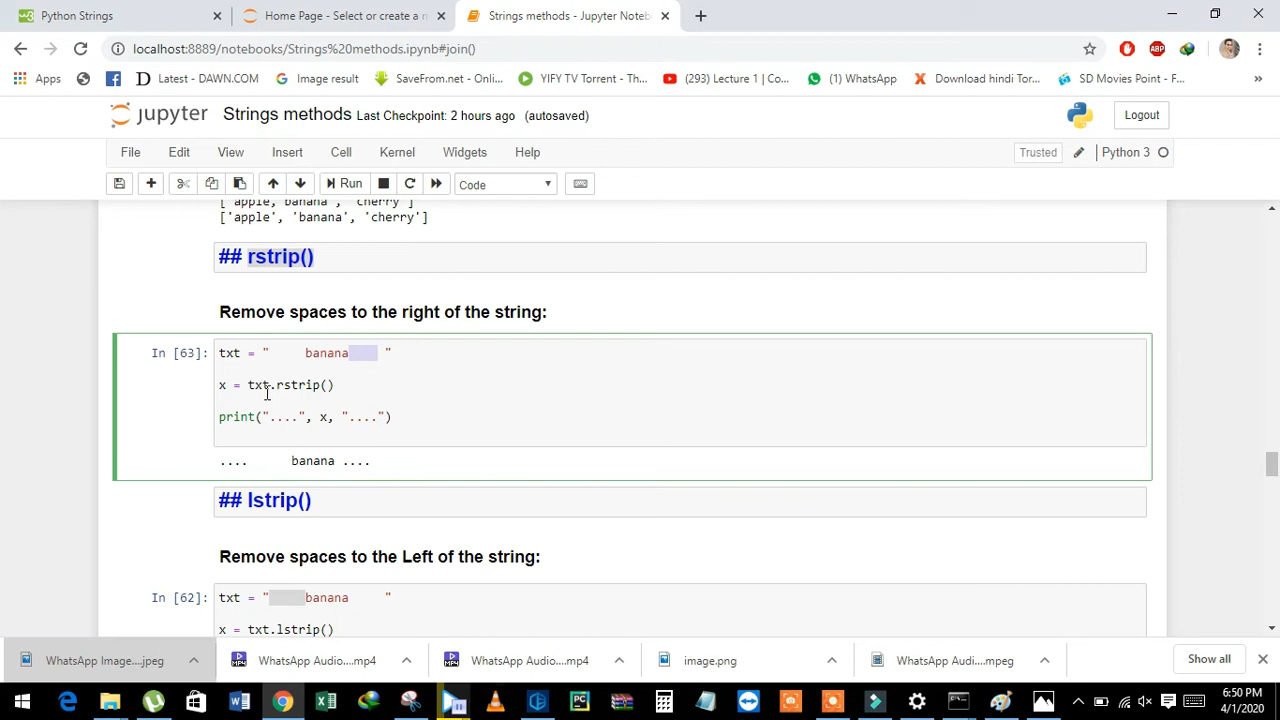 Python Strings
Home Page - Select or create a n
Strings methods - Jupyter Noteb
localhost:8889/notebooks/Strings%20methods.ipynb#join()
Apps
Latest - DAWN.COM
Image result
SaveFrom.net - Onli...
YIFY TV Torrent - Th...
(293) Lecture 1 | Co...
(1) WhatsApp
Download hindi Tor...
SD Movies Point - F...
jupyter
Strings methods Last Checkpoint: 2 hours ago (autosaved)
Logout
File Edit View Insert Cell Kernel Widgets Help
Trusted
Python 3
Run
Code
['apple, banana', 'cherry']
['apple', 'banana', 'cherry']
## rstrip()
Remove spaces to the right of the string:
In [63]:
txt = "     banana     "
x = txt.rstrip()
print("....", x, "....")
....      banana ....
## lstrip()
Remove spaces to the Left of the string:
In [62]:
txt = "     banana     "
x = txt.lstrip()
WhatsApp Image....jpeg
WhatsApp Audio....mp4
WhatsApp Audio....mp4
image.png
WhatsApp Audi....mpeg
Show all
6:50 PM
4/1/2020